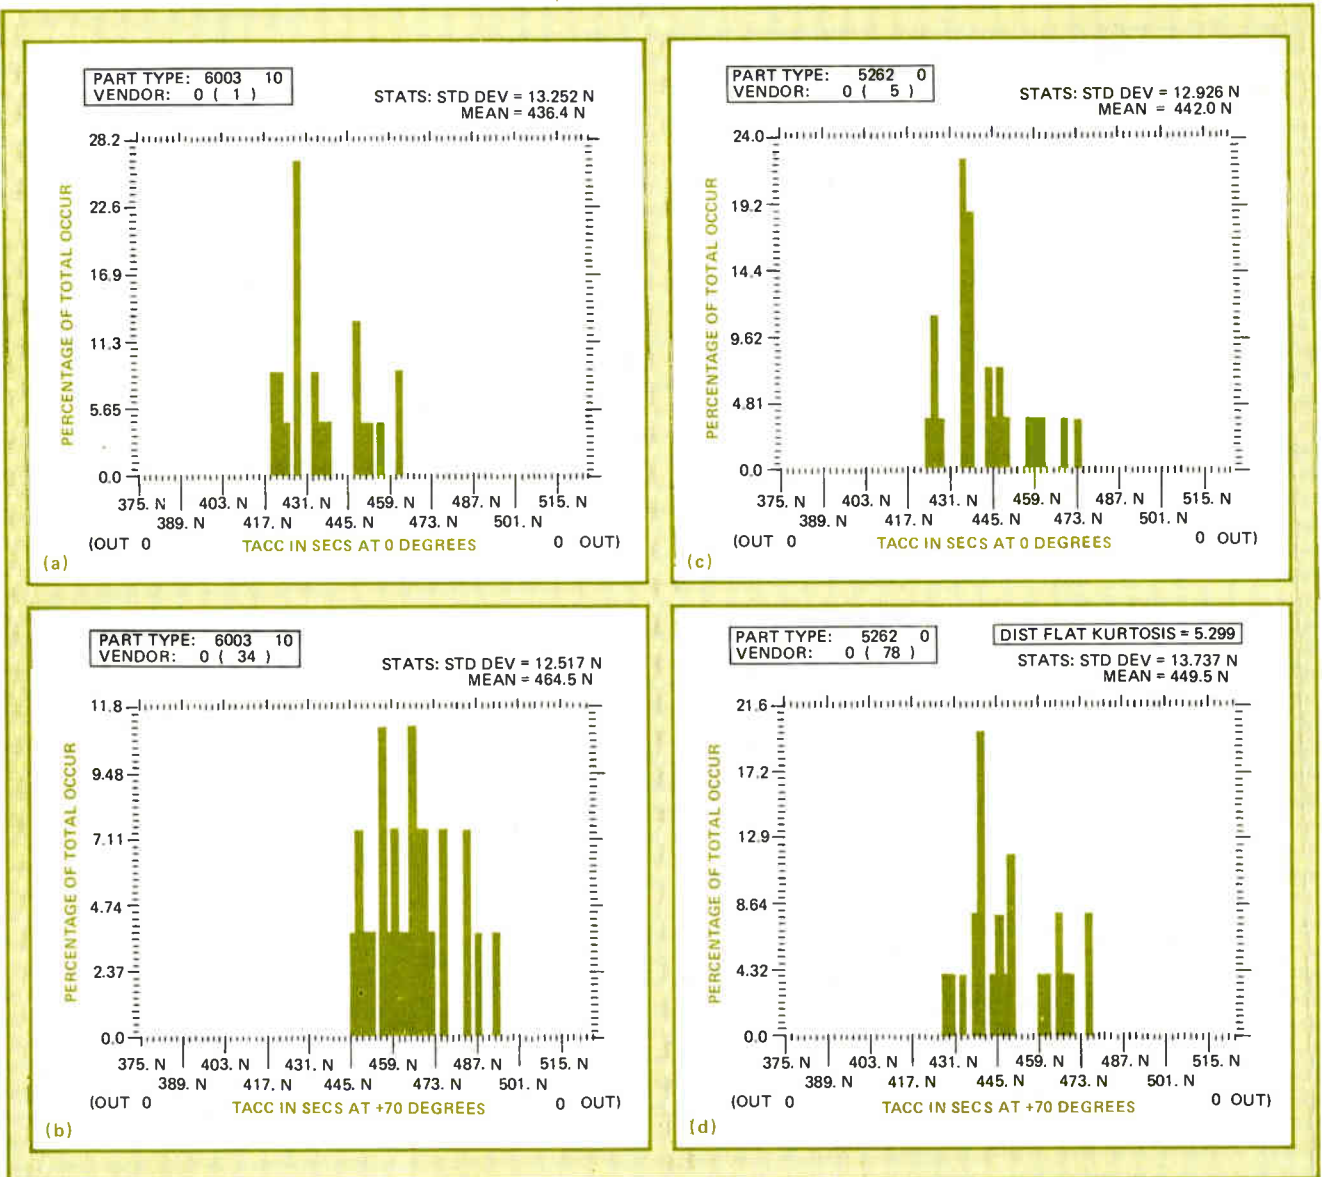 PART TYPE: 6003 10
VENDOR: 0 ( 1 )
STATS: STD DEV = 13.252 N
MEAN = 436.4 N
PERCENTAGE OF TOTAL OCCUR
28.2
22.6
16.9
11.3
5.65
0.0
375. N 403. N 431. N 459. N 487. N 515. N
389. N 417. N 445. N 473. N 501. N
(OUT 0 TACC IN SECS AT 0 DEGREES 0 OUT)
(a)
PART TYPE: 5262 0
VENDOR: 0 ( 5 )
STATS: STD DEV = 12.926 N
MEAN = 442.0 N
PERCENTAGE OF TOTAL OCCUR
24.0
19.2
14.4
9.62
4.81
0.0
375. N 403. N 431. N 459. N 487. N 515. N
389. N 417. N 445. N 473. N 501. N
(OUT 0 TACC IN SECS AT 0 DEGREES 0 OUT)
(c)
PART TYPE: 6003 10
VENDOR: 0 ( 34 )
STATS: STD DEV = 12.517 N
MEAN = 464.5 N
PERCENTAGE OF TOTAL OCCUR
11.8
9.48
7.11
4.74
2.37
0.0
375. N 403. N 431. N 459. N 487. N 515. N
389. N 417. N 445. N 473. N 501. N
(OUT 0 TACC IN SECS AT +70 DEGREES 0 OUT)
(b)
PART TYPE: 5262 0
VENDOR: 0 ( 78 )
DIST FLAT KURTOSIS = 5.299
STATS: STD DEV = 13.737 N
MEAN = 449.5 N
PERCENTAGE OF TOTAL OCCUR
21.6
17.2
12.9
8.64
4.32
0.0
375. N 403. N 431. N 459. N 487. N 515. N
389. N 417. N 445. N 473. N 501. N
(OUT 0 TACC IN SECS AT +70 DEGREES 0 OUT)
(d)